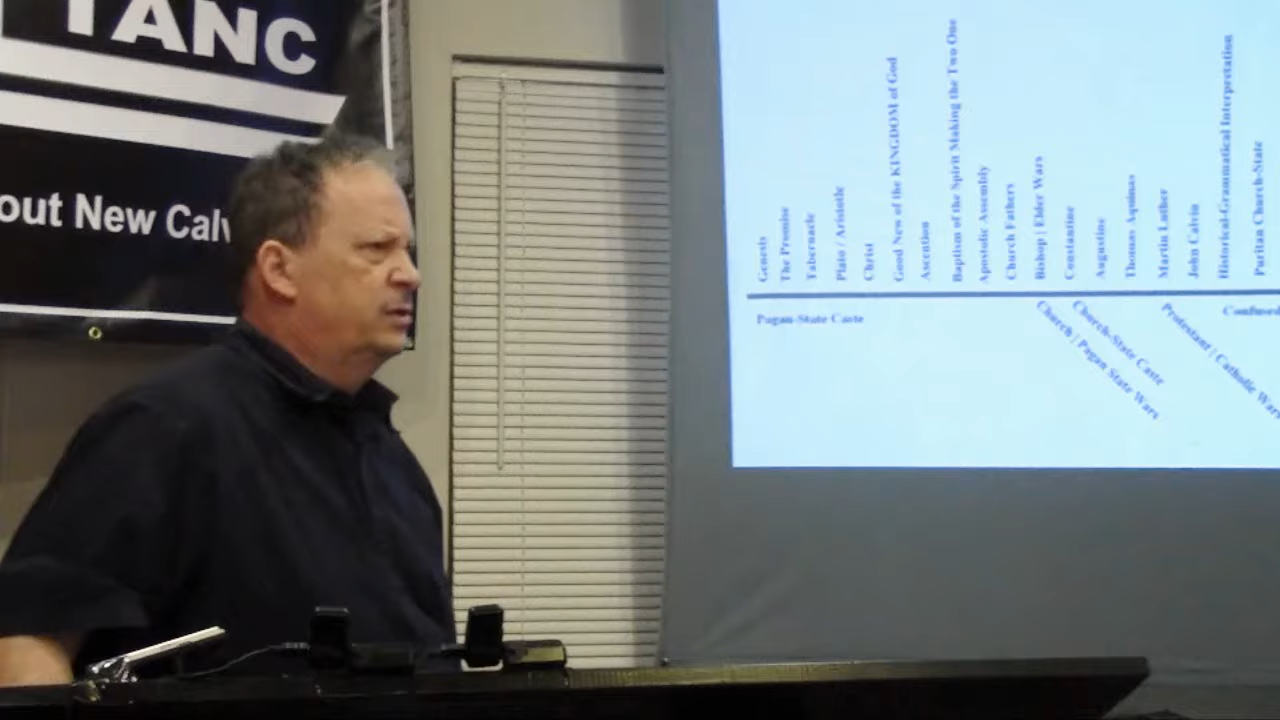 TANC
out New Calv
Genesis
The Promise
Tabernacle
Plato / Aristotle
Christ
Good New of the KINGDOM of God
Ascention
Baptism of the Spirit Making the Two One
Apostolic Assembly
Church Fathers
Bishop | Elder Wars
Constantine
Augstine
Thomas Aquinas
Martin Luther
John Calvin
Historical-Grammatical Interpretation
Puritan Church-State
Pagan-State Caste
Church | Pagan State Wars
Church-State Caste
Protestant | Catholic Wars
Confused